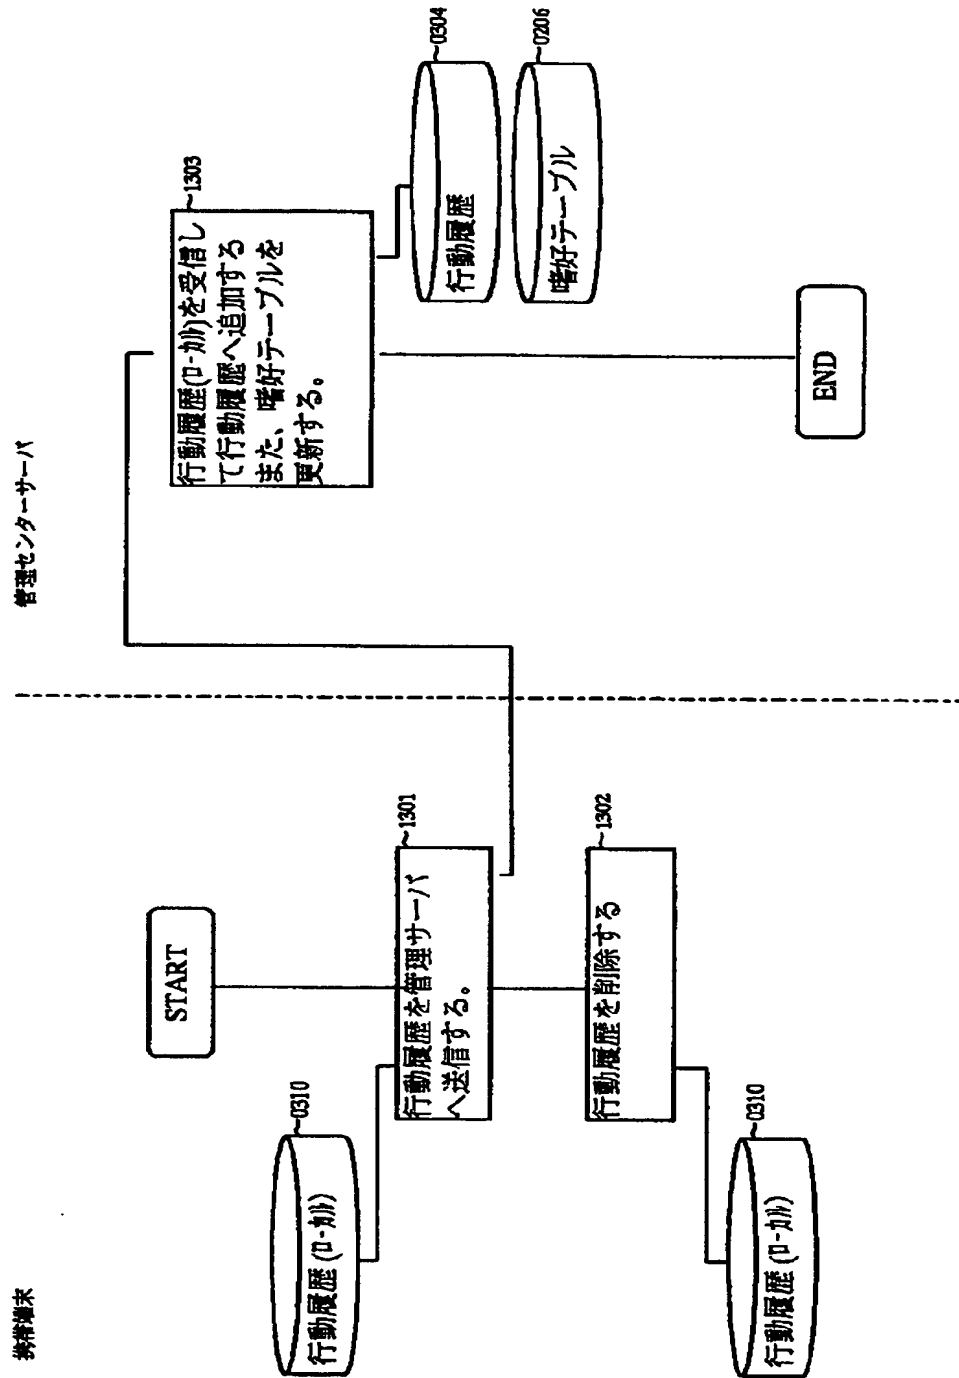 携帯端末
管理センターサーバ
START
行動履歴(ﾛｰｶﾙ)
~0310
行動履歴を管理サーバ
へ送信する。
~1301
行動履歴を削除する
~1302
行動履歴(ﾛｰｶﾙ)
~0310
行動履歴(ﾛｰｶﾙ)を受信し
て行動履歴へ追加する
また、嗜好テーブルを
更新する。
~1303
行動履歴
~0304
嗜好テーブル
~0206
END